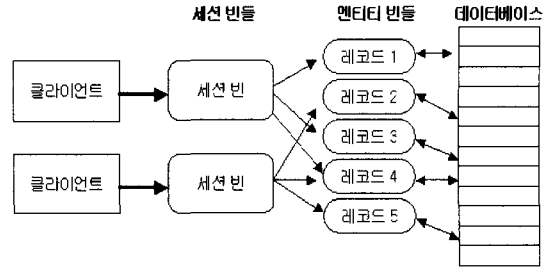 세션 빈들 엔티티 빈들 데이터베이스
레코드 1
클라이언트 세션 빈
레코드 2
레코드 3
레코드 4
클라이언트 세션 빈
레코드 5